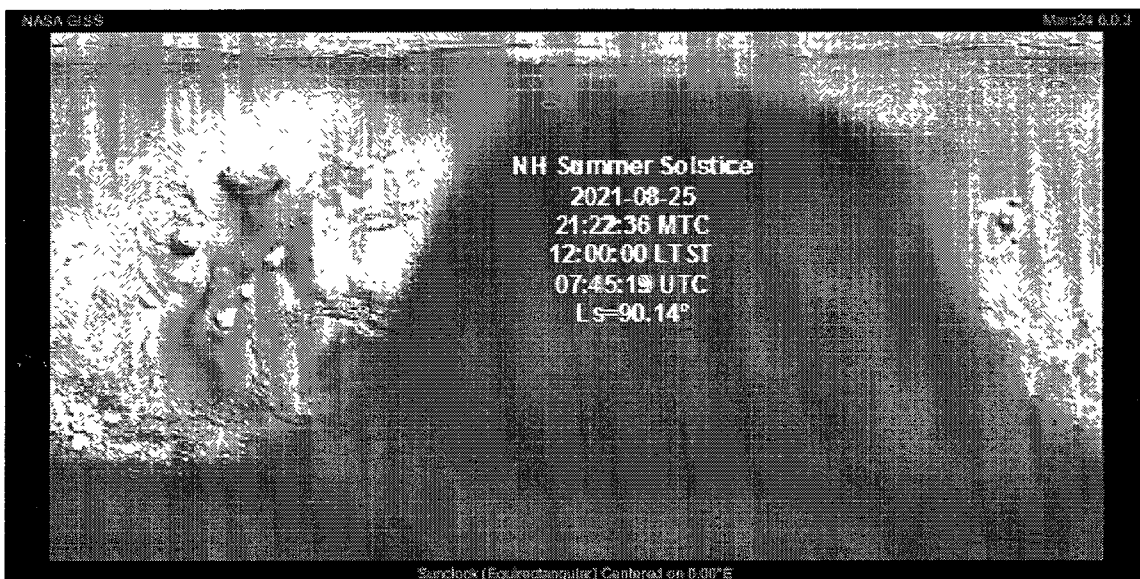 NASA GISS
Mars24 8.0.3
NH Summer Solstice
2021-08-25
21:22:36 MTC
12:00:00 LTST
07:45:19 UTC
Ls=90.14°
Sunclock (Equirectangular) Centered on 0.00°E